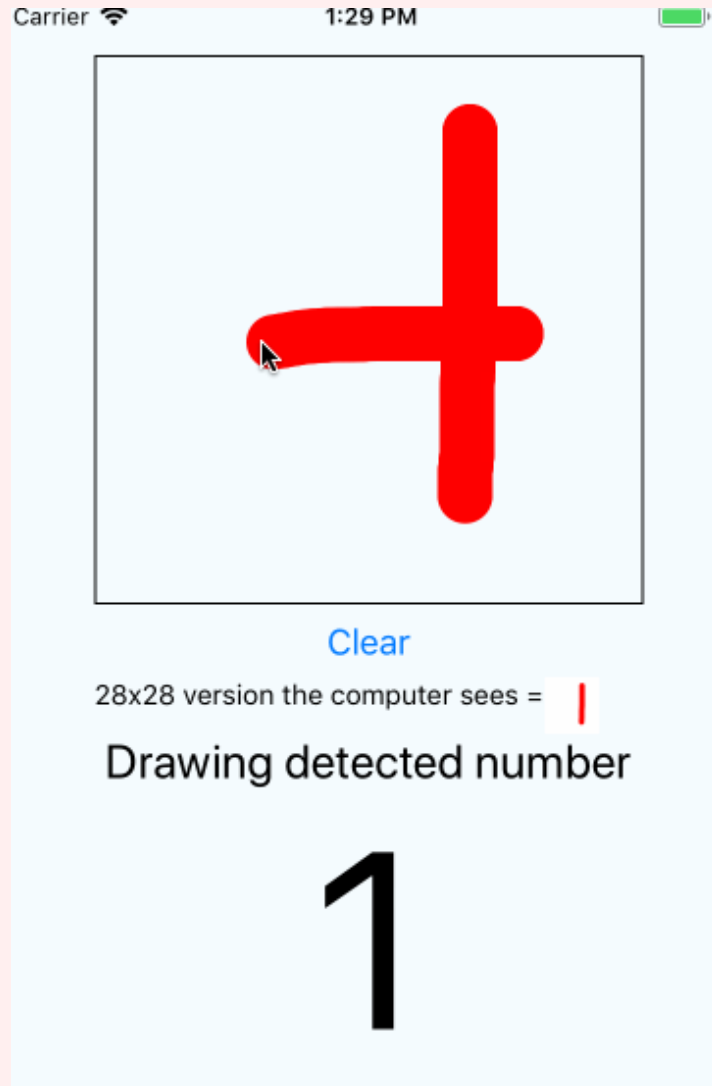 Carrier 1:29 PM
Clear
28x28 version the computer sees =
Drawing detected number
1